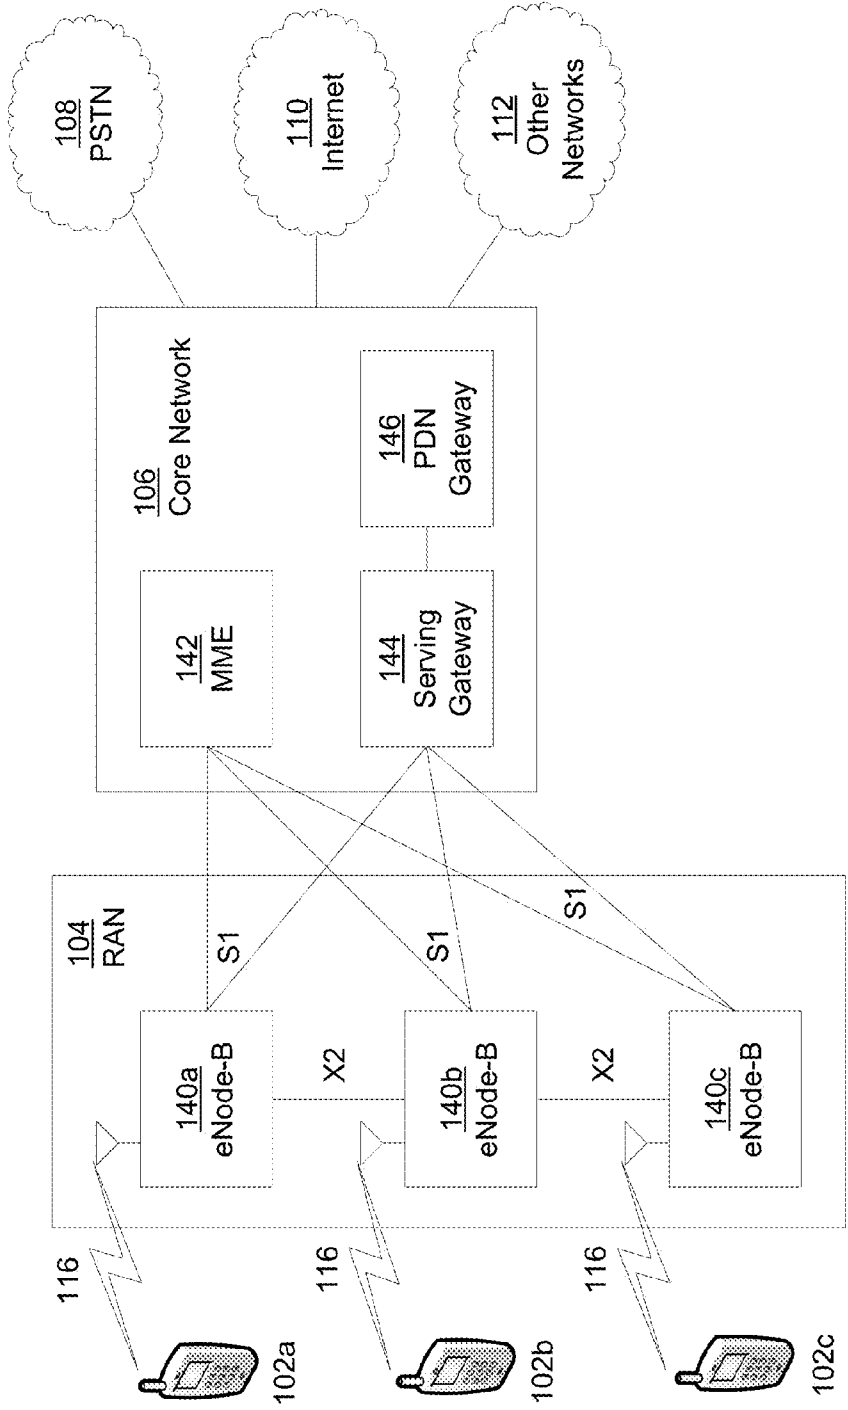 104
RAN
106
Core Network
108
PSTN
116
102a
140a
eNode-B
S1
142
MME
X2
110
Internet
116
102b
140b
eNode-B
S1
144
Serving
Gateway
146
PDN
Gateway
X2
112
Other
Networks
116
102c
140c
eNode-B
S1